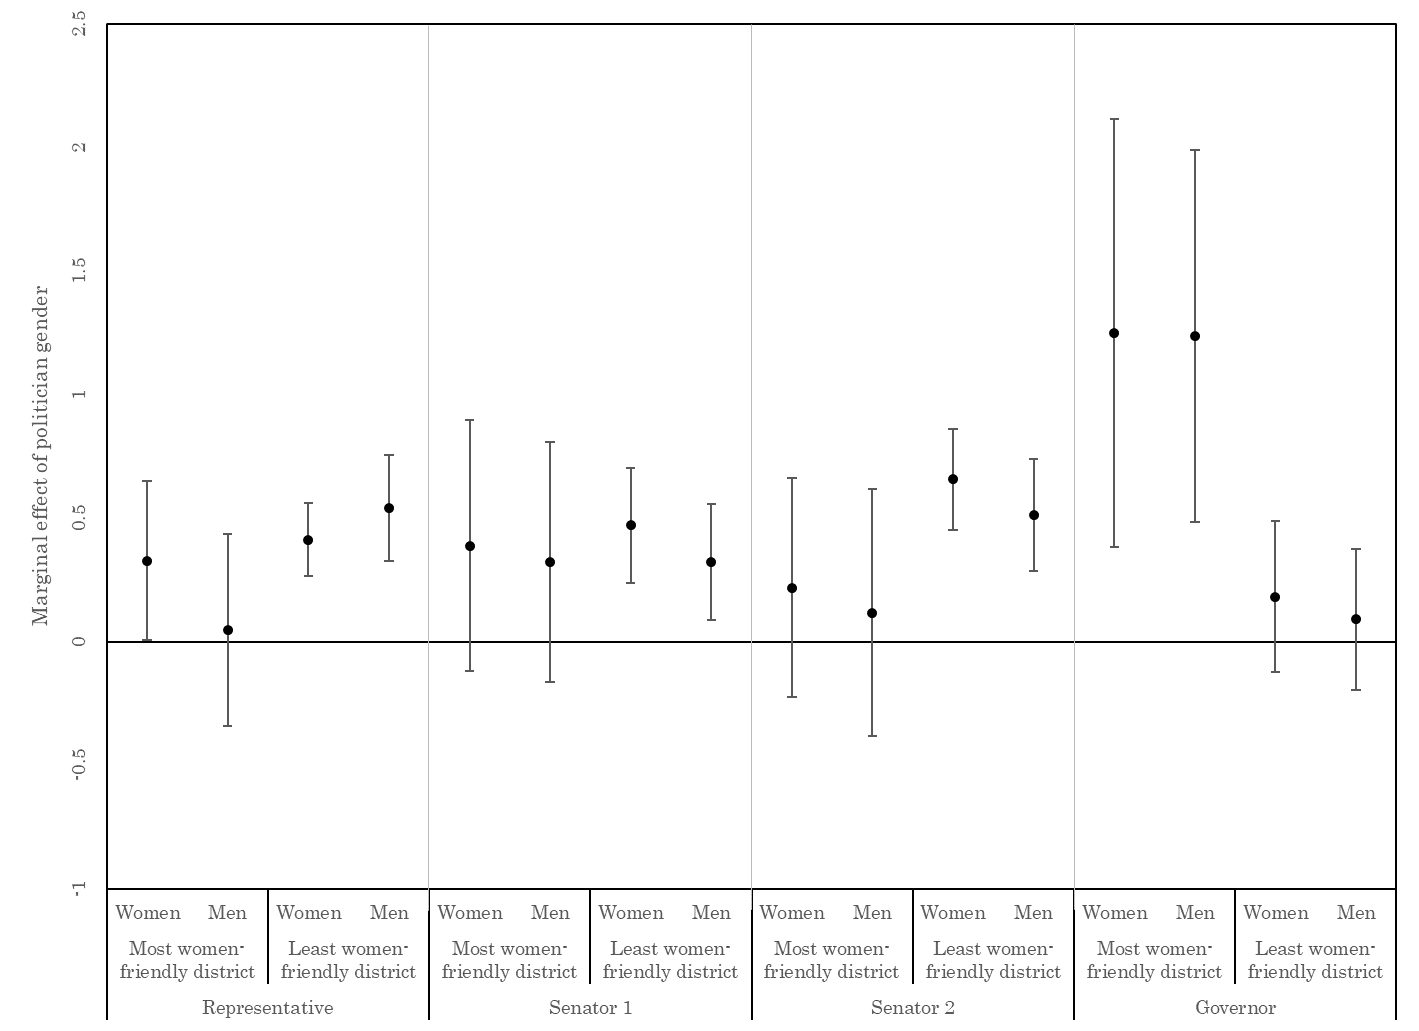 Marginal effect of politician gender
2.5
2
1.5
1
0.5
0
-0.5
-1
Women Men Women Men Women Men Women Men Women Men Women Men Women Men Women Men
Most women- Least women- Most women- Least women- Most women- Least women- Most women- Least women-
friendly district friendly district friendly district friendly district friendly district friendly district friendly district friendly district
Representative Senator 1 Senator 2 Governor